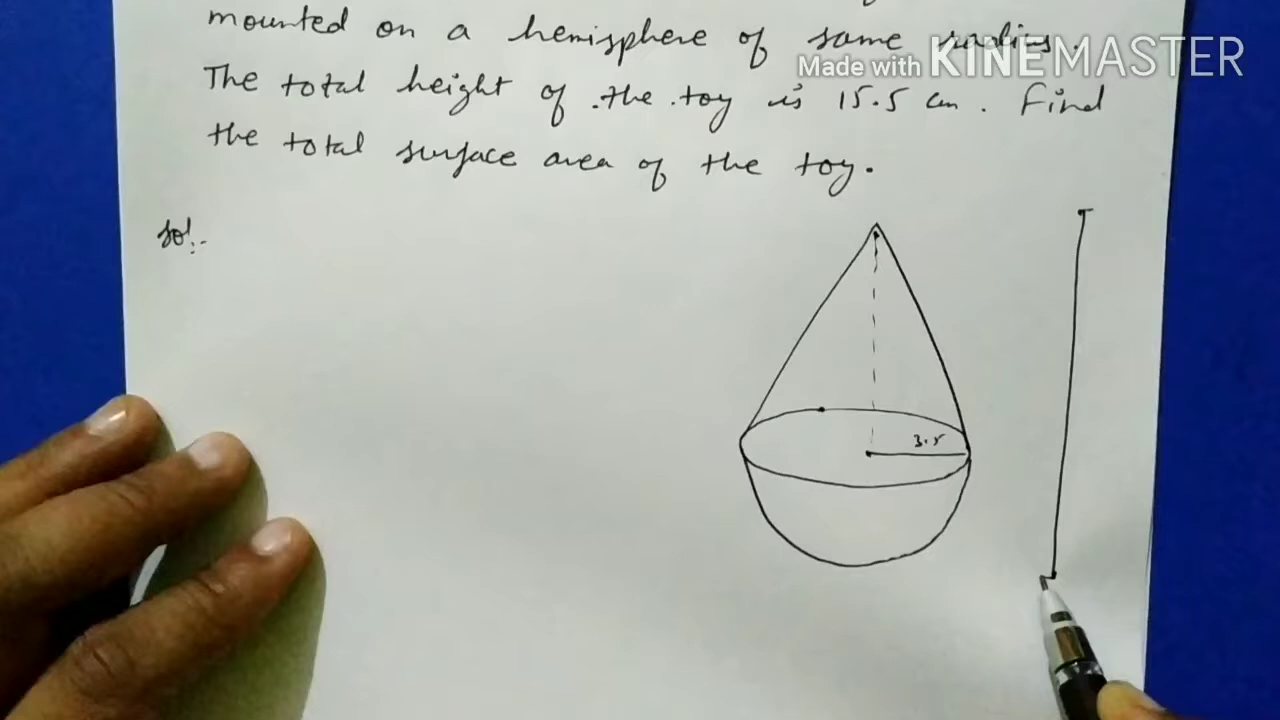 mounted on a hemisphere of same radius.
Made with KINEMASTER
The total height of the toy is 15.5 cm. Find
the total surface area of the toy.
Sol:-
3.5